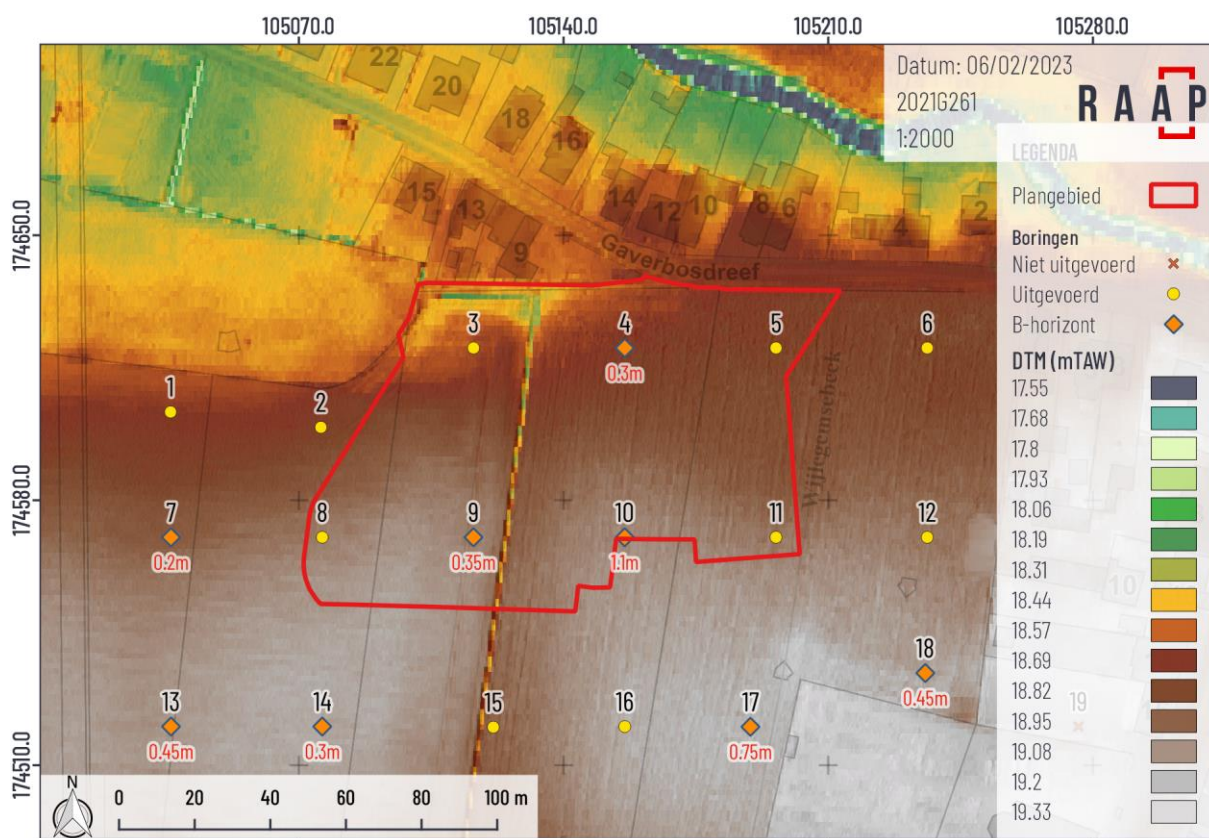 105070.0 105140.0 105210.0 105280.0
Datum: 06/02/2023
2021G261
1:2000
RAAP
LEGENDA
Plangebied
Boringen
Niet uitgevoerd
Uitgevoerd
B-horizont
DTM (mTAW)
17.55
17.68
17.8
17.93
18.06
18.19
18.31
18.44
18.57
18.69
18.82
18.95
19.08
19.2
19.33
174650.0
174580.0
174510.0
22
20
18
16
15
13
9
14
12
10
8
6
4
2
Gaverbosdreef
Wijlegemsebeek
3
4
0.3m
5
6
1
2
7
0.2m
8
9
0.35m
10
1.1m
11
12
10
13
0.45m
14
0.3m
15
16
17
0.75m
18
0.45m
19
N
0 20 40 60 80 100 m